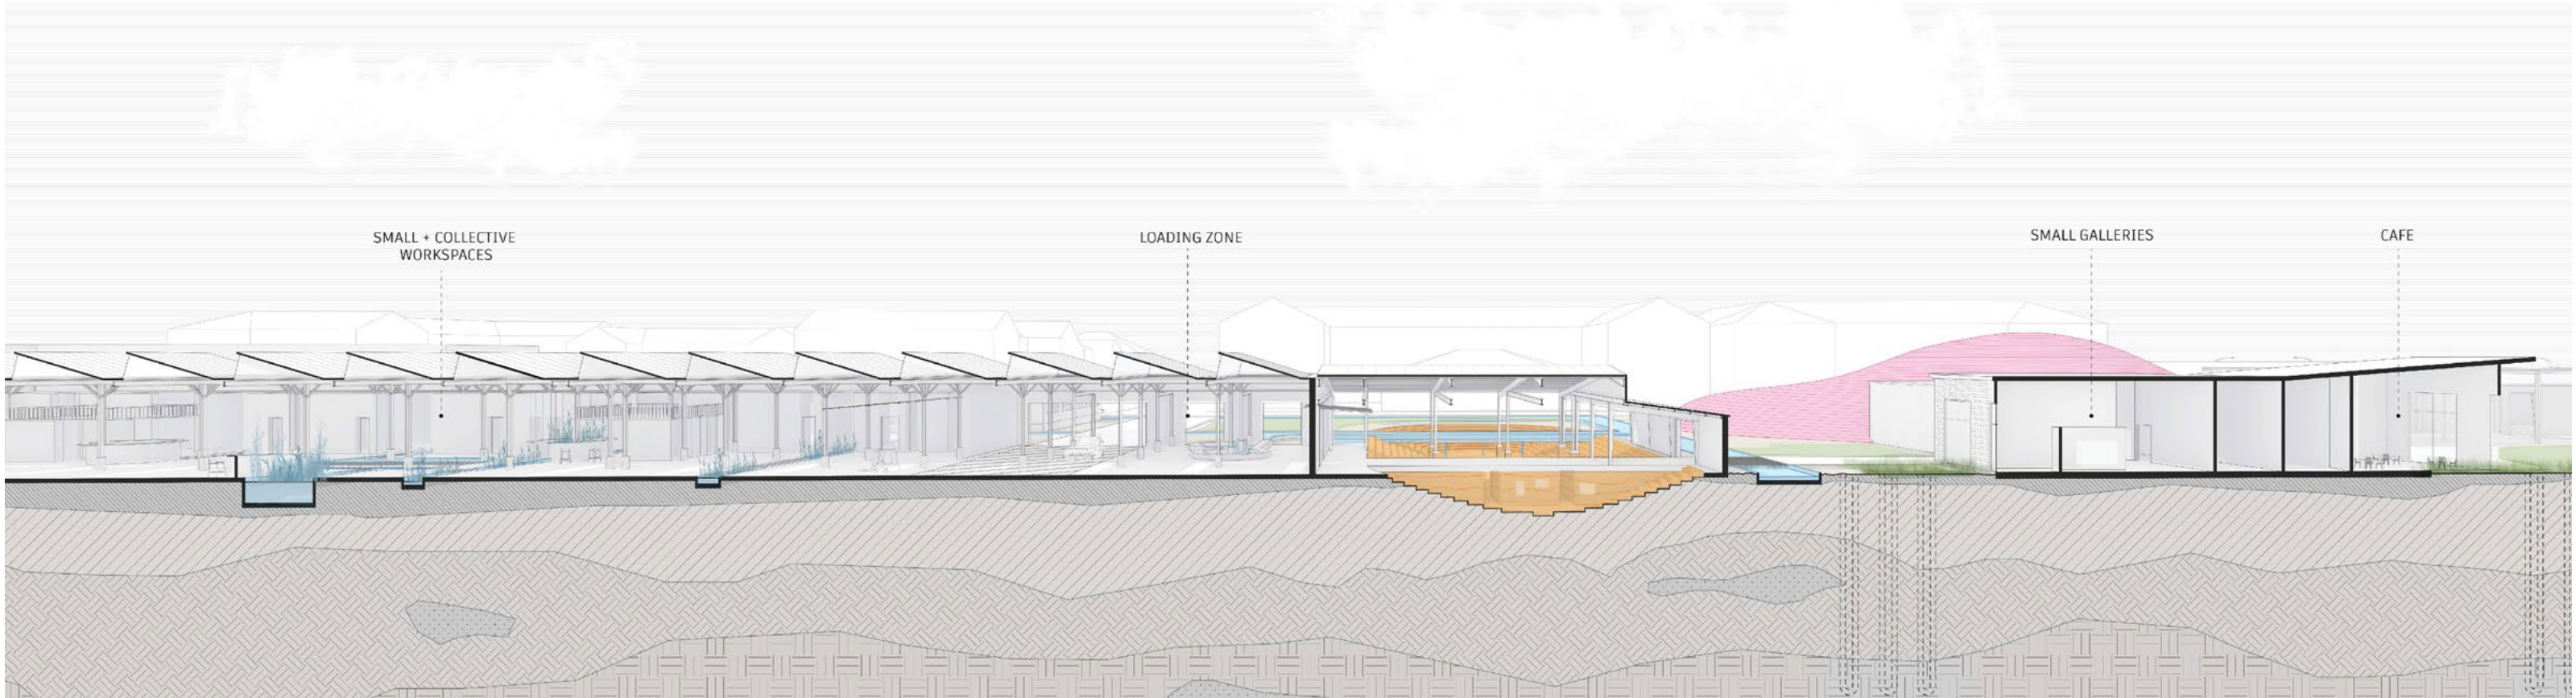 SMALL + COLLECTIVE
WORKSPACES
LOADING ZONE
SMALL GALLERIES
CAFE